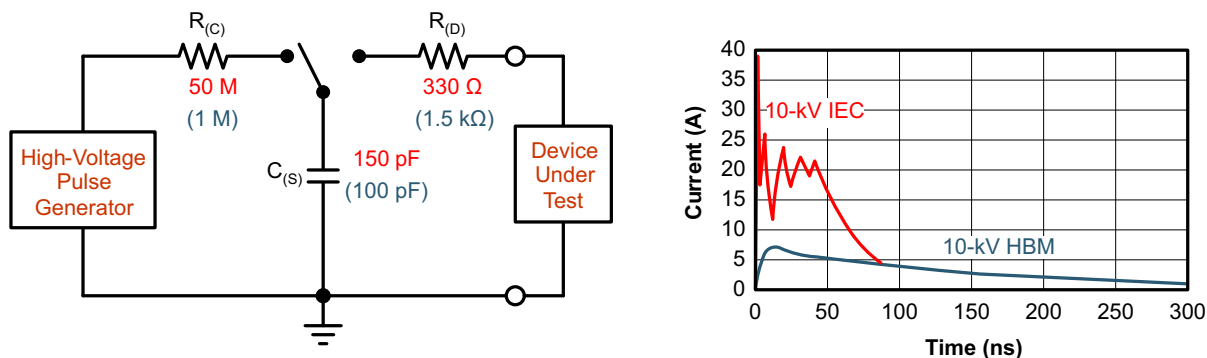 R(C)
50 M
(1 M)
R(D)
330 Ω
(1.5 kΩ)
High-Voltage
Pulse
Generator
C(S)
150 pF
(100 pF)
Device
Under
Test
40
35
30
25
20
15
10
5
0
Current (A)
10-kV IEC
10-kV HBM
0
50
100
150
200
250
300
Time (ns)